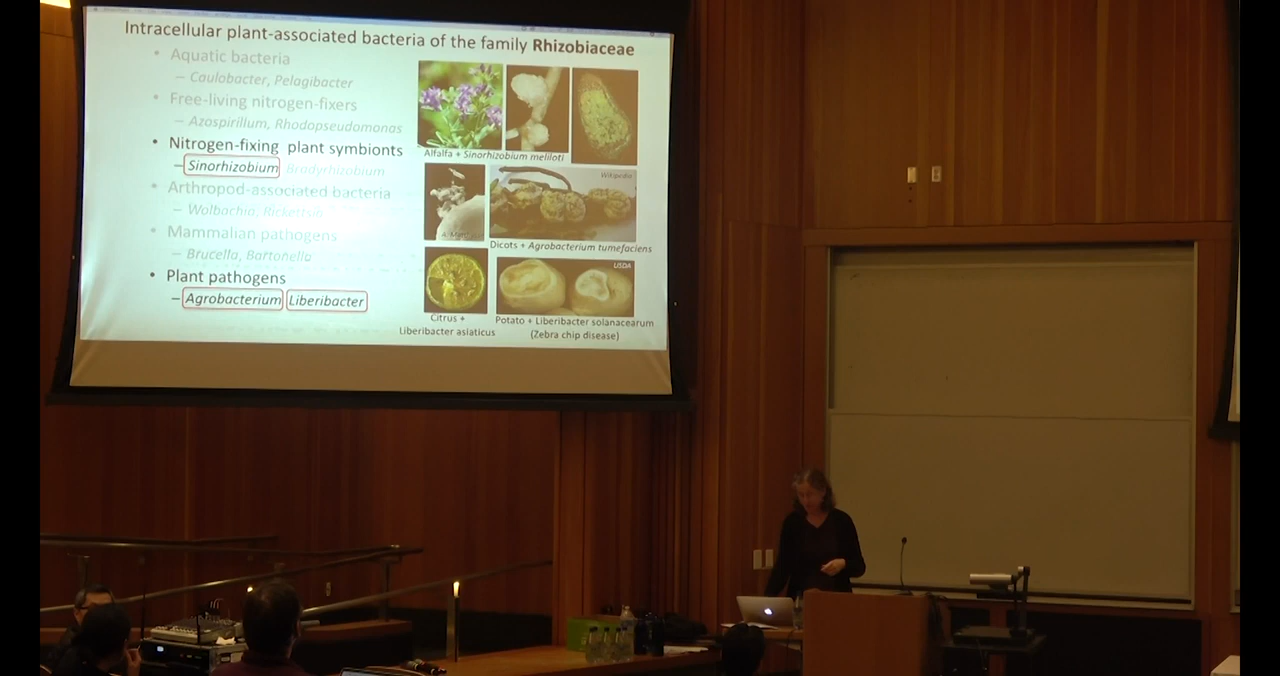 Intracellular plant-associated bacteria of the family Rhizobiaceae
• Aquatic bacteria
– Caulobacter, Pelagibacter
• Free-living nitrogen-fixers
– Azospirillum, Rhodopseudomonas
• Nitrogen-fixing plant symbionts
– Sinorhizobium Bradyrhizobium
• Arthropod-associated bacteria
– Wolbachia, Rickettsia
• Mammalian pathogens
– Brucella, Bartonella
• Plant pathogens
– Agrobacterium Liberibacter
Alfalfa + Sinorhizobium meliloti
Wikipedia
Dicots + Agrobacterium tumefaciens
USDA
Citrus +
Liberibacter asiaticus
Potato + Liberibacter solanacearum
(Zebra chip disease)